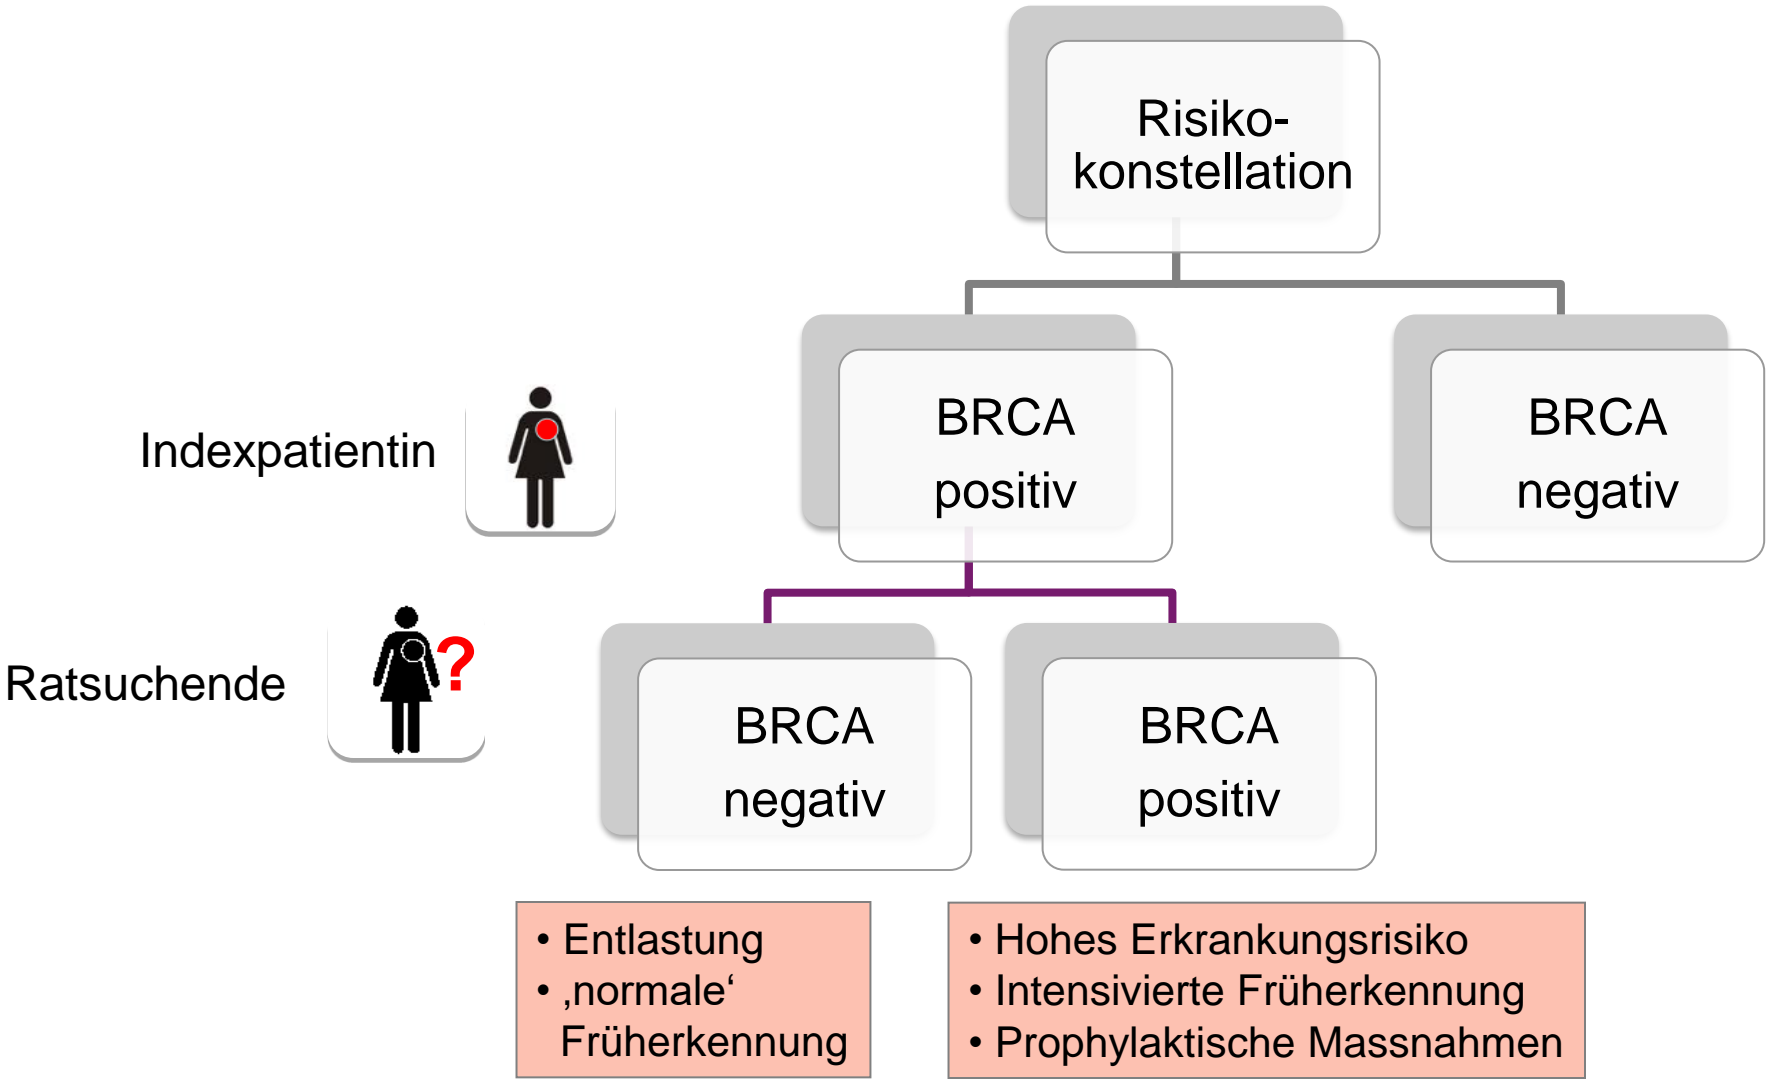 Risiko-
konstellation
Indexpatientin
BRCA
positiv
BRCA
negativ
Ratsuchende
?
BRCA
negativ
BRCA
positiv
• Entlastung
• ‚normale‘
Früherkennung
• Hohes Erkrankungsrisiko
• Intensivierte Früherkennung
• Prophylaktische Massnahmen